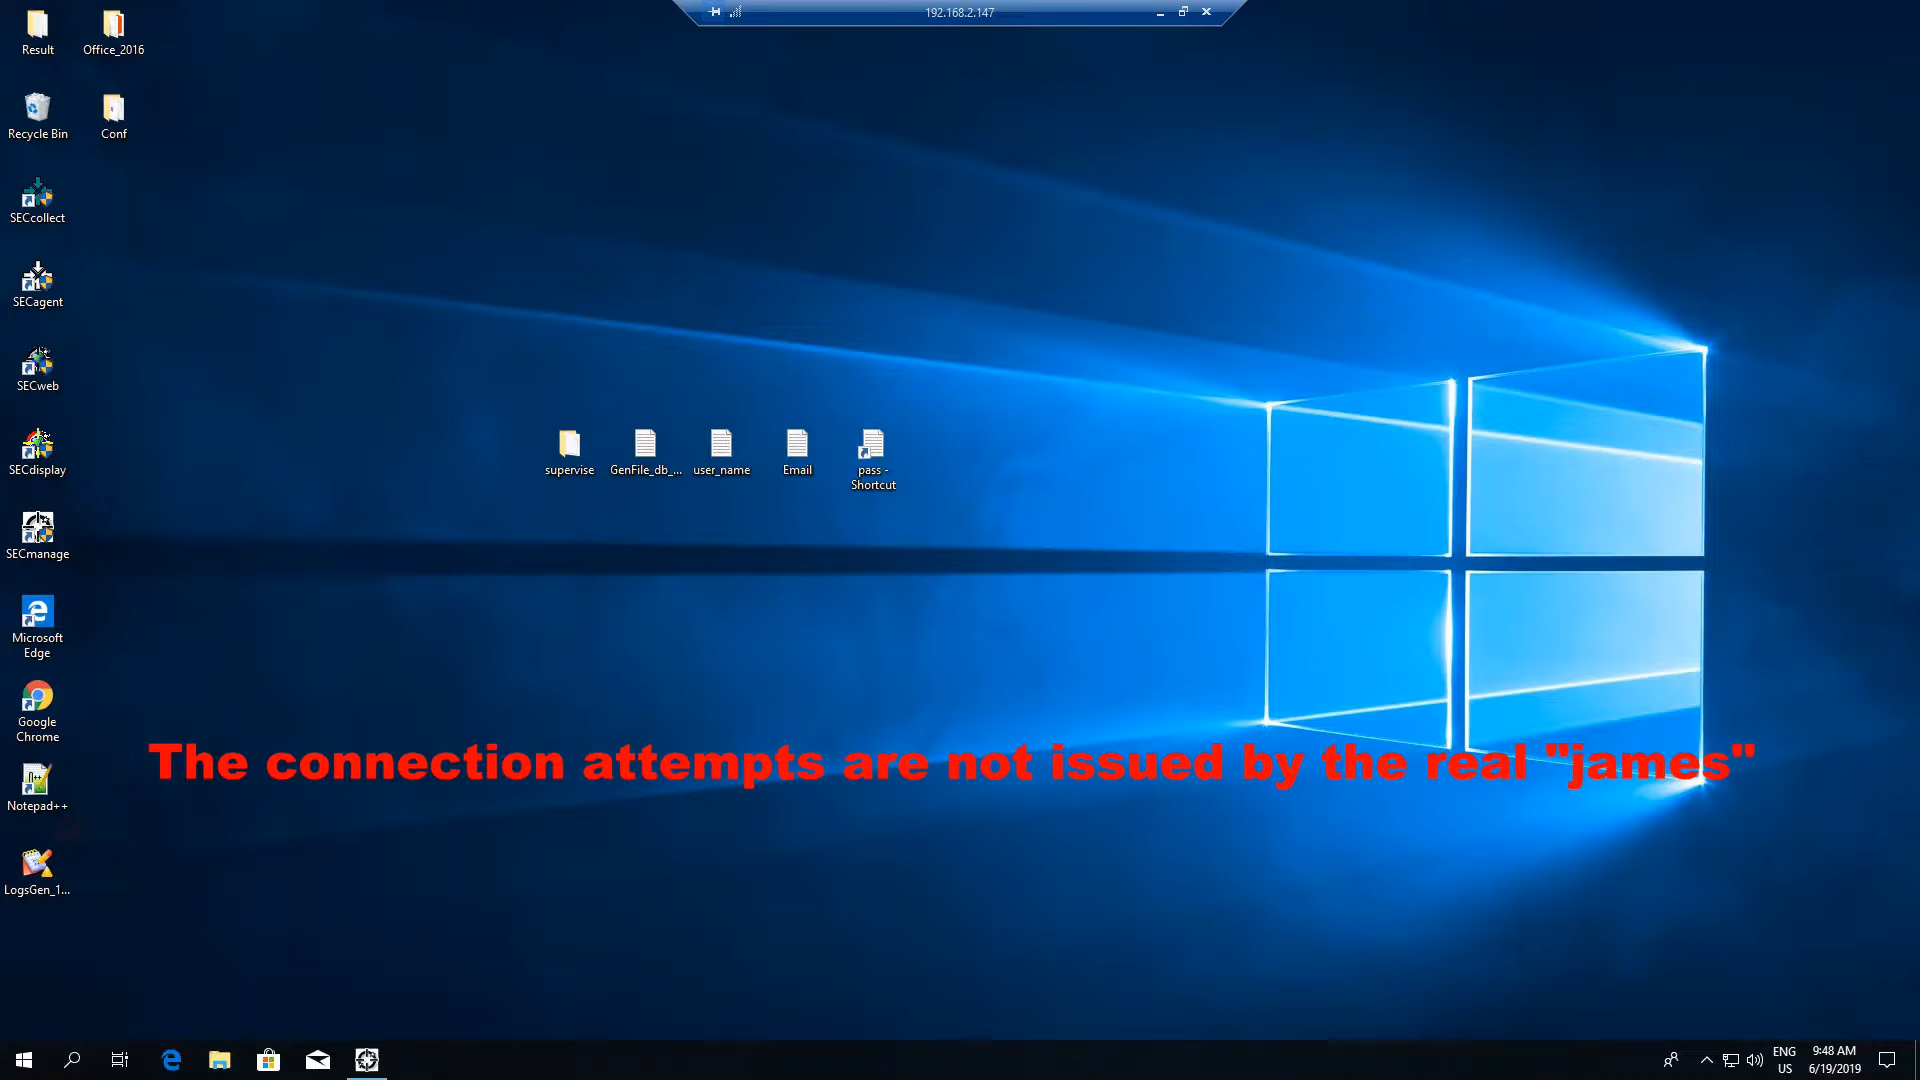 192.168.2.147
Result
Office_2016
Recycle Bin
Conf
SECcollect
SECagent
SECweb
SECdisplay
supervise
GenFile_db_...
user_name
Email
pass -
Shortcut
SECmanage
Microsoft
Edge
Google
Chrome
The connection attempts are not issued by the real "james"
Notepad++
LogsGen_1...
ENG
US
9:48 AM
6/19/2019